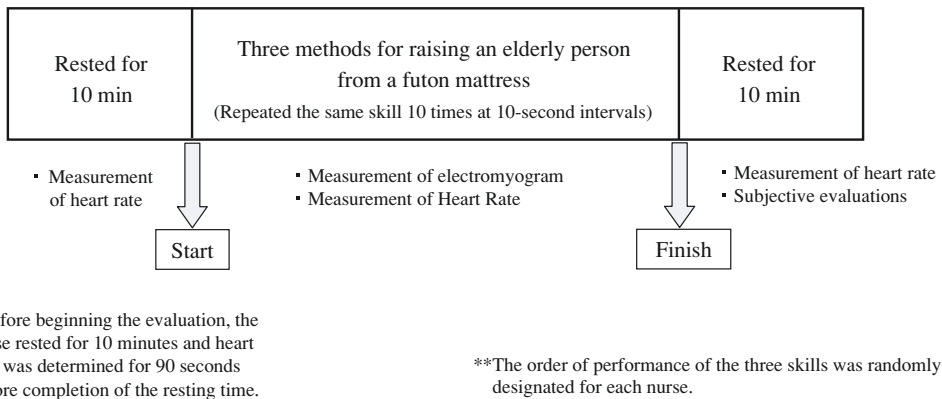 Rested for
10 min
Three methods for raising an elderly person
from a futon mattress
(Repeated the same skill 10 times at 10-second intervals)
Rested for
10 min
▪ Measurement
of heart rate
▪ Measurement of electromyogram
▪ Measurement of Heart Rate
▪ Measurement of heart rate
▪ Subjective evaluations
Start
Finish
beginning the evaluation, the
rested for 10 minutes and heart
was determined for 90 seconds
completion of the resting time.
**The order of performance of the three skills was randomly
designated for each nurse.